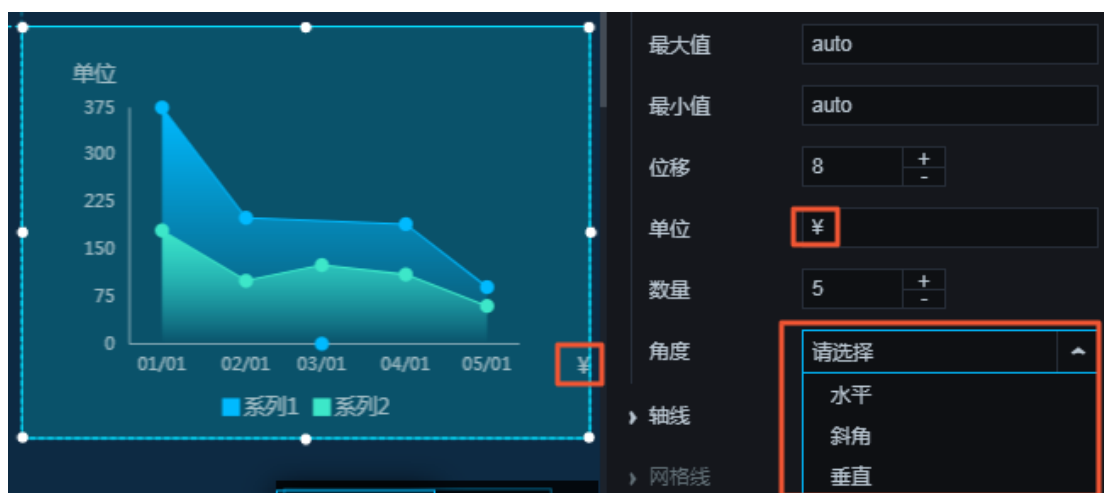 单位
375
300
225
150
75
0
01/01 02/01 03/01 04/01 05/01 ¥
系列1 系列2
最大值 auto
最小值 auto
位移 8 + -
单位 ¥
数量 5 + -
角度 请选择
水平
轴线
斜角
网格线 垂直